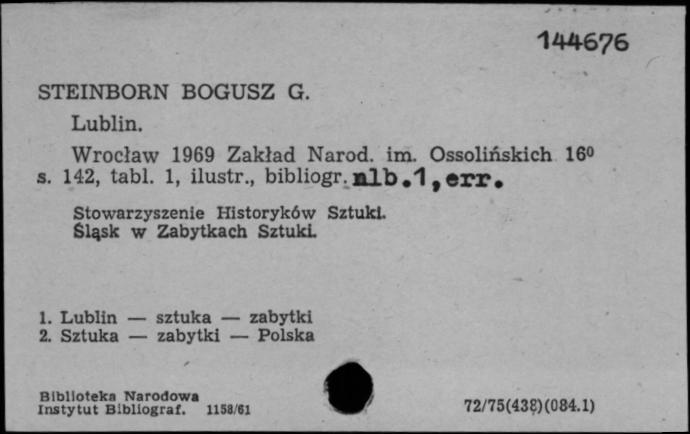 144676
STEINBORN BOGUSZ G.
Lublin.
Wrocław 1969 Zakład Narod. im. Ossolińskich 16⁰
s. 142, tabl. 1, ilustr., bibliogr. nlb.1,err.
Stowarzyszenie Historyków Sztuki.
Śląsk w Zabytkach Sztuki.
1. Lublin — sztuka — zabytki
2. Sztuka — zabytki — Polska
Biblioteka Narodowa
Instytut Bibliograf. 1158/61
72/75(438)(084.1)